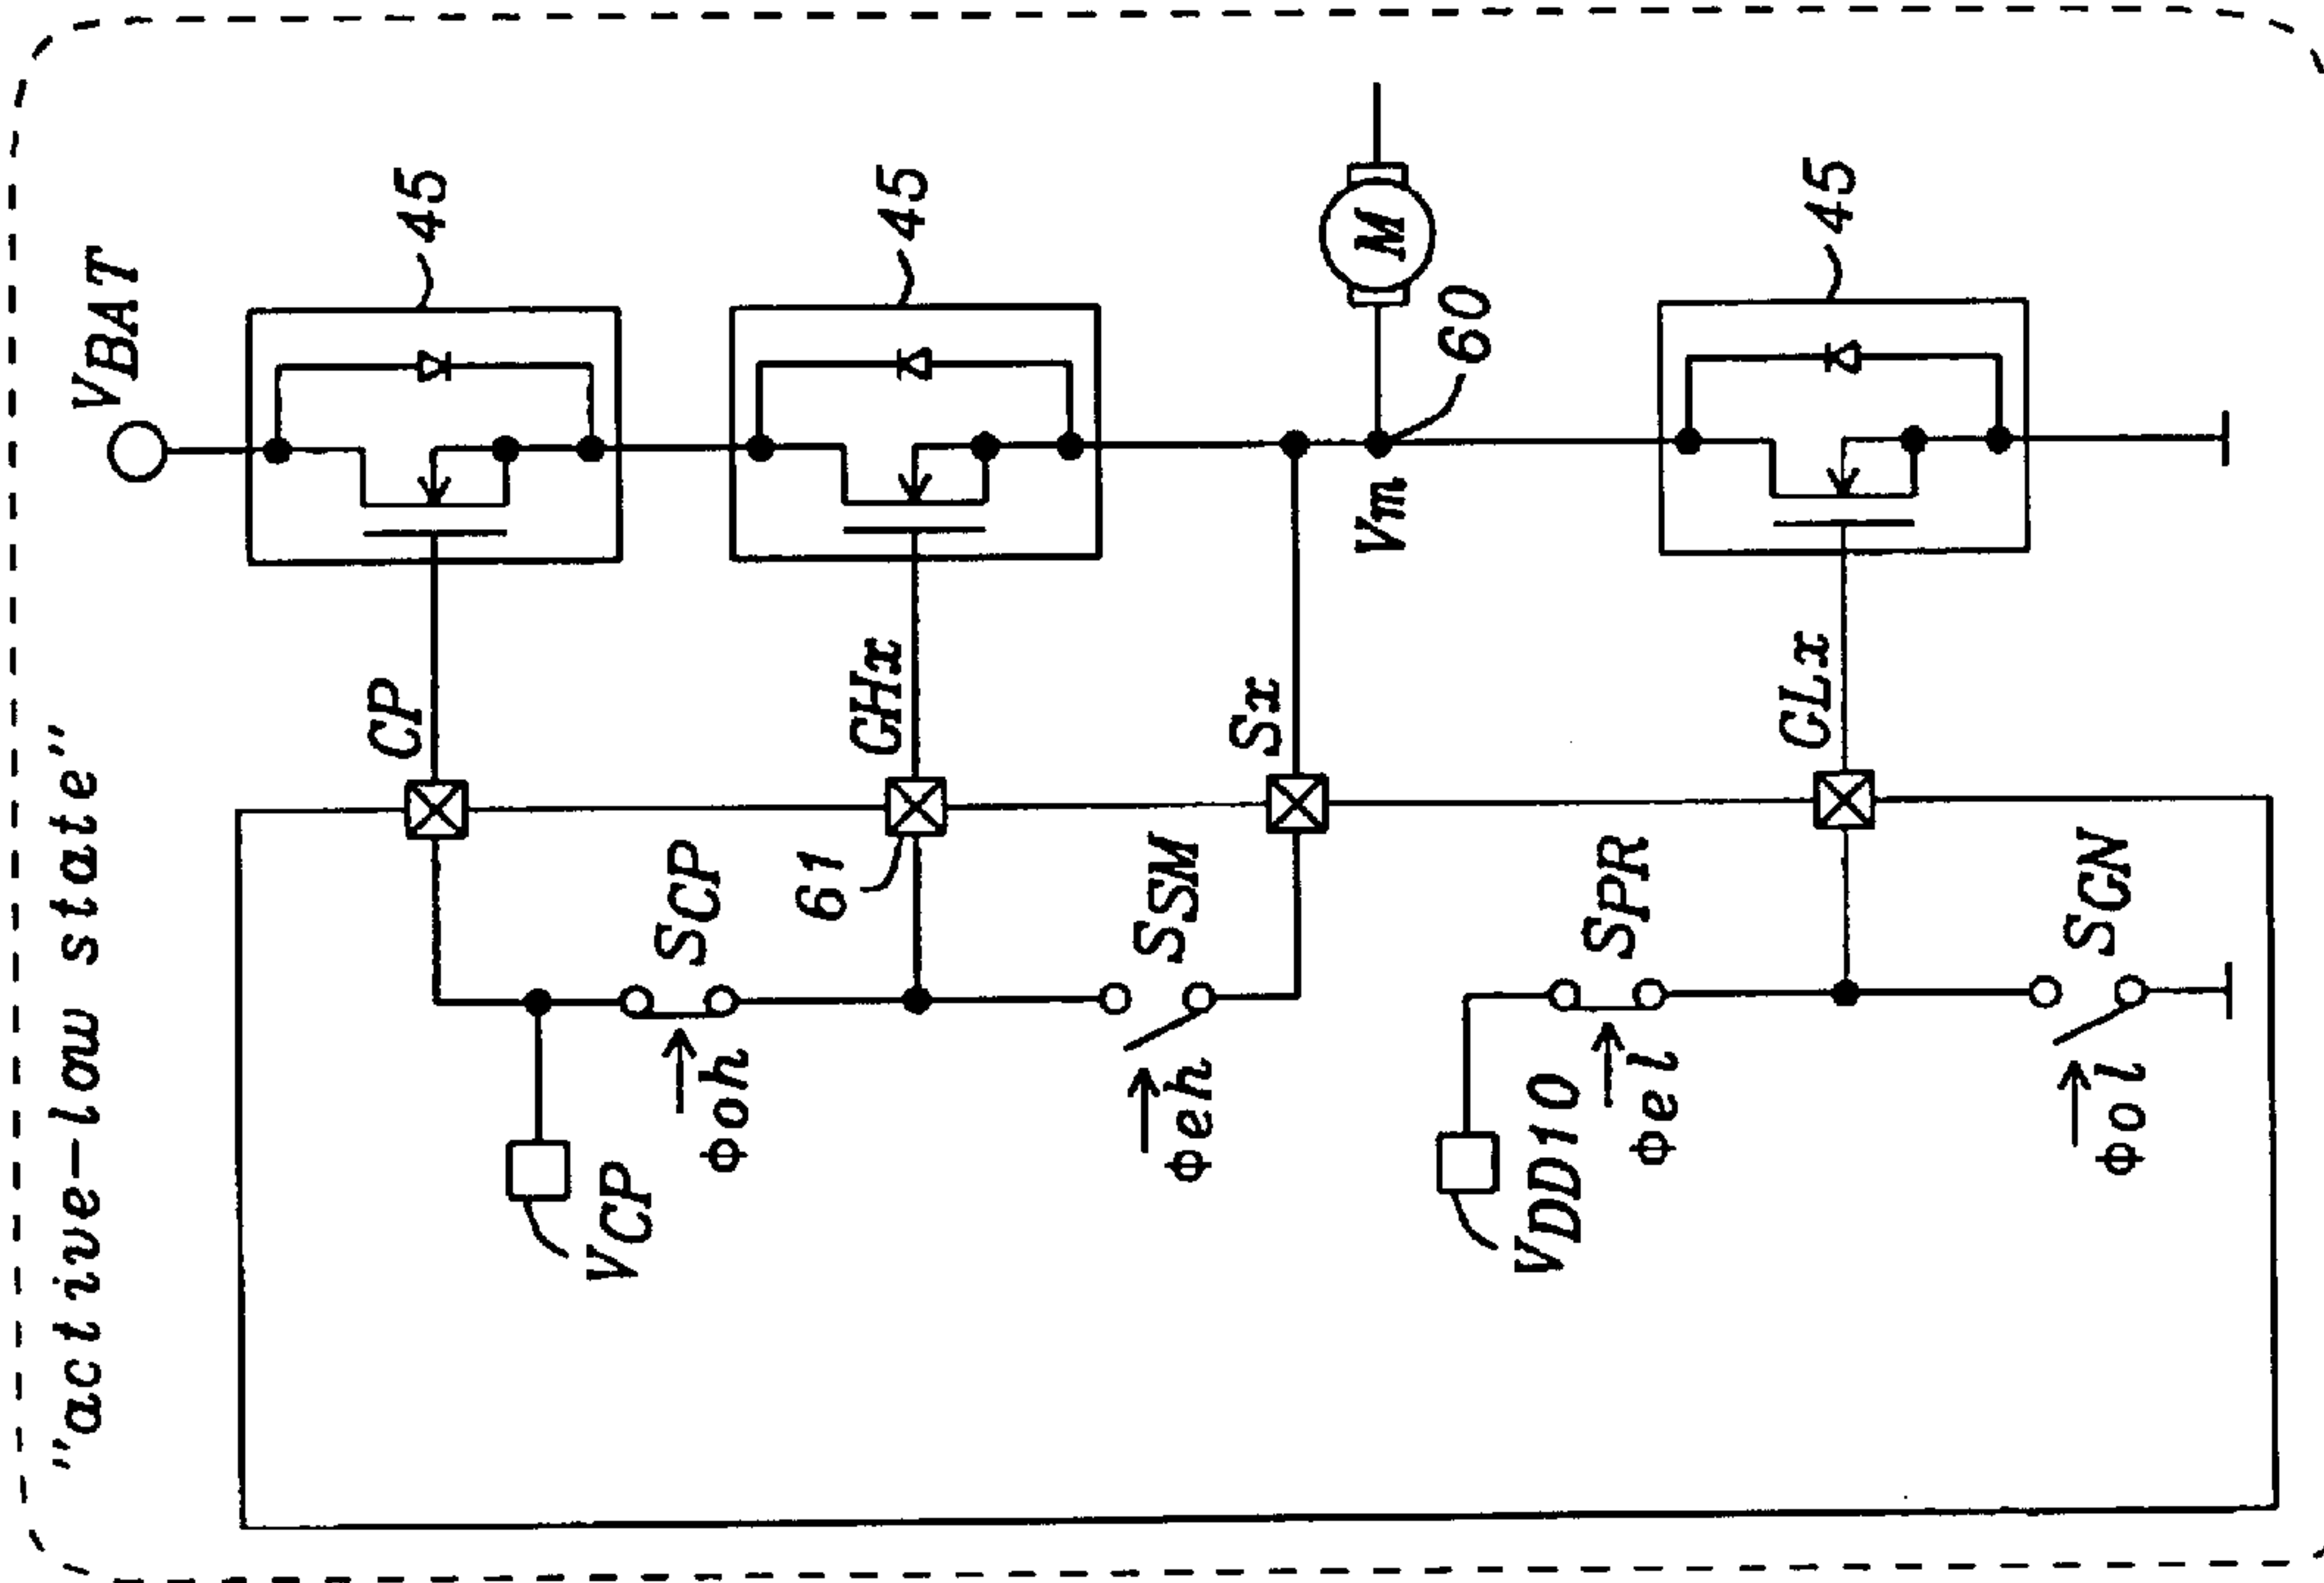 "active-low state"
VBAT
45
45
45
CP
GHx
Sx
CLx
M
60
Vm
61
SCP
SSM
SPR
SCN
VCP
VDD10
Φoh
Φeh
Φel
Φol